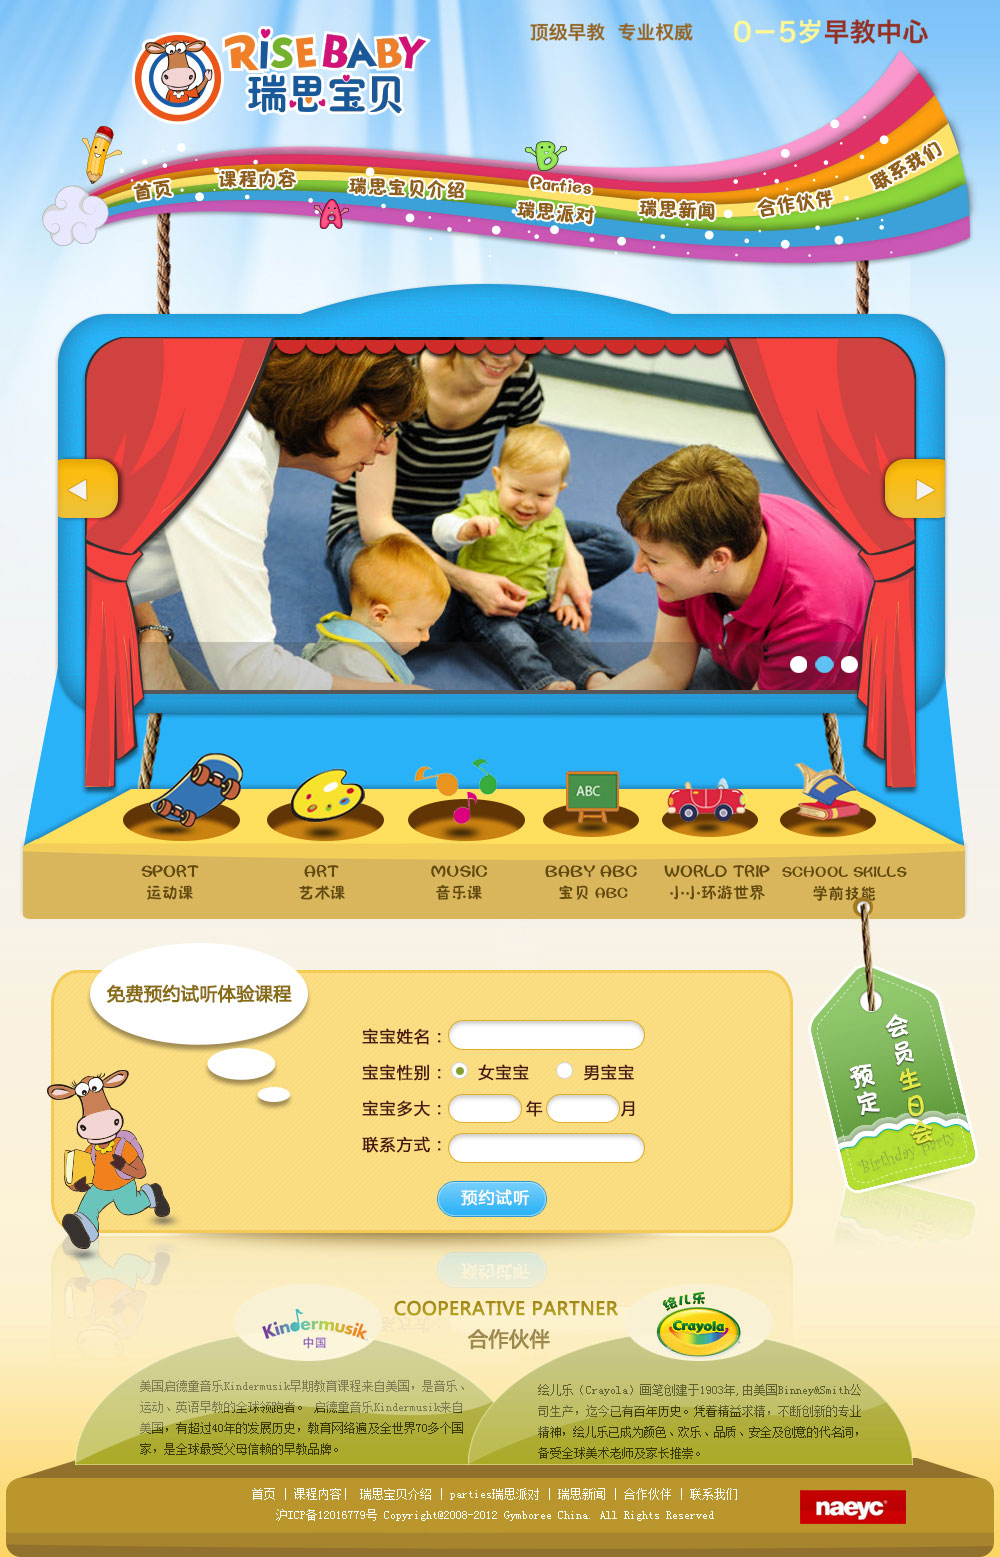 RISE BABY
瑞思宝贝
顶级早教 专业权威
0-5岁早教中心
首页
课程内容
瑞思宝贝介绍
Parties
瑞思派对
瑞思新闻
合作伙伴
联系我们
ABC
SPORT
运动课
ART
艺术课
MUSIC
音乐课
BABY ABC
宝贝 ABC
WORLD TRIP
小小环游世界
SCHOOL SKILLS
学前技能
免费预约试听体验课程
宝宝姓名：
宝宝性别： 女宝宝 男宝宝
宝宝多大： 年 月
联系方式：
预约试听
会员生日会
预定
Birthday party
COOPERATIVE PARTNER
合作伙伴
Kindermusik
中国
美国启德童音乐Kindermusik早期教育课程来自美国，是音乐、
运动、英语早教的全球领跑者。 启德童音乐Kindermusik来自
美国，有超过40年的发展历史，教育网络遍及全世界70多个国
家，是全球最受父母信赖的早教品牌。
绘儿乐
Crayola
绘儿乐（Crayola）画笔创建于1903年,由美国Binney&Smith公
司生产，迄今已有百年历史。凭着精益求精，不断创新的专业
精神，绘儿乐已成为颜色、欢乐、品质、安全及创意的代名词，
备受全球美术老师及家长推崇。
首页 | 课程内容| 瑞思宝贝介绍 | parties瑞思派对 | 瑞思新闻 | 合作伙伴 | 联系我们
沪ICP备12016779号 Copyright@2008-2012 Gymboree China. All Rights Reserved
naeyc